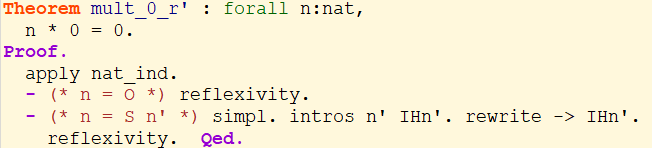 Theorem mult_0_r' : forall n:nat,
  n * 0 = 0.
Proof.
  apply nat_ind.
  - (* n = O *) reflexivity.
  - (* n = S n' *) simpl. intros n' IHn'. rewrite -> IHn'.
    reflexivity.  Qed.